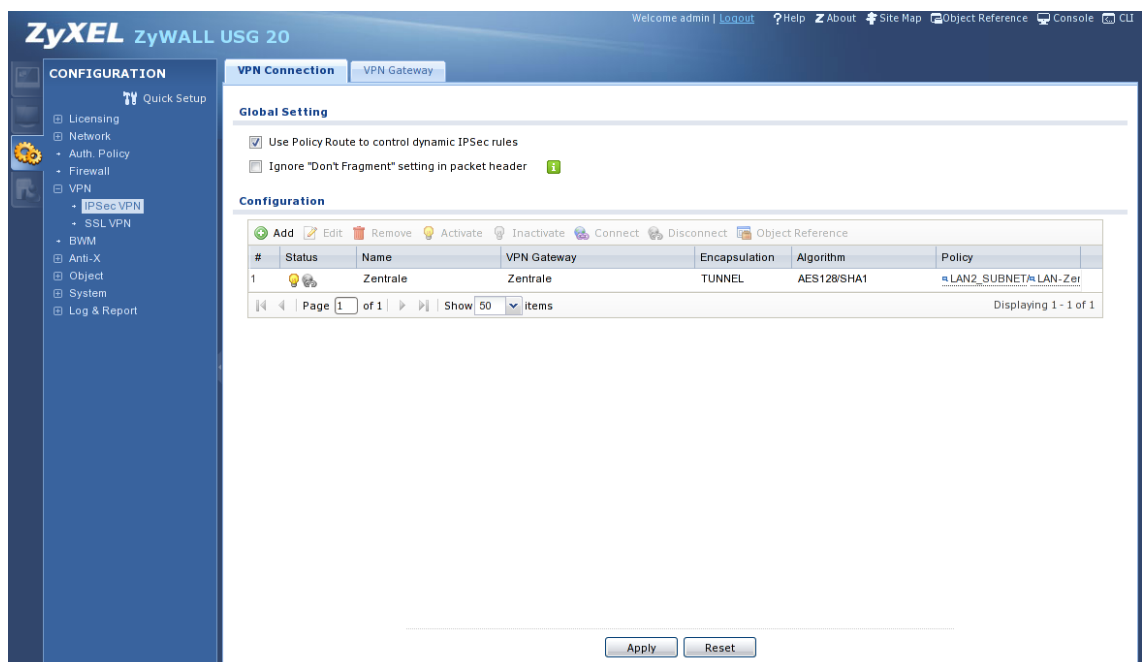 Welcome admin | Logout ?Help Z About Site Map Object Reference Console CLI
ZyXEL ZyWALL USG 20
CONFIGURATION
Quick Setup
Licensing
Network
Auth. Policy
Firewall
VPN
IPSec VPN
SSL VPN
BWM
Anti-X
Object
System
Log & Report
VPN Connection VPN Gateway
Global Setting
Use Policy Route to control dynamic IPSec rules
Ignore "Don't Fragment" setting in packet header i
Configuration
Add Edit Remove Activate Inactivate Connect Disconnect Object Reference
# Status Name VPN Gateway Encapsulation Algorithm Policy
1 Zentrale Zentrale TUNNEL AES128/SHA1 LAN2_SUBNET/LAN-Zer
Page 1 of 1 Show 50 items Displaying 1 - 1 of 1
Apply Reset